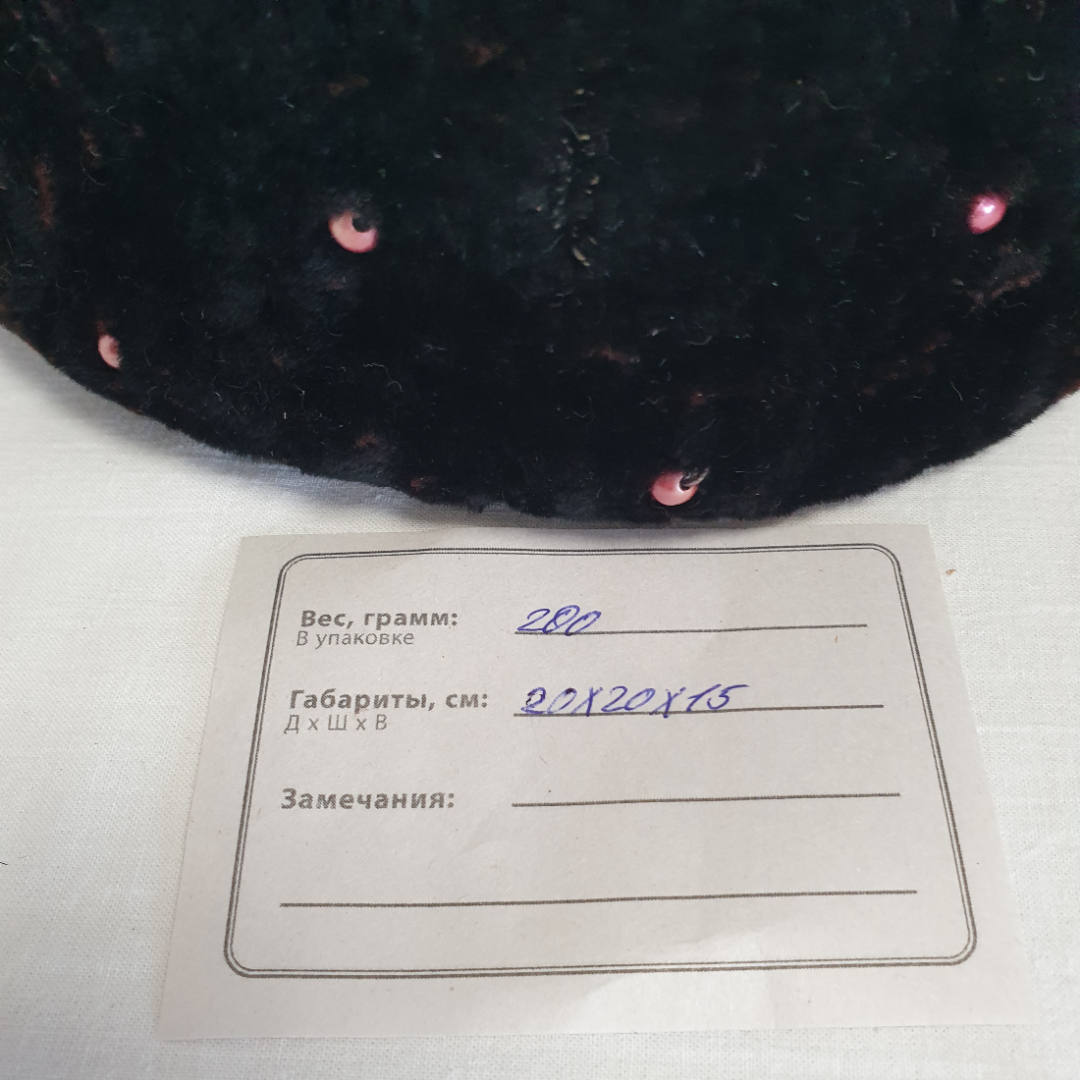 Вес, грамм: 200
В упаковке
Габариты, см: 20х20х15
Д х Ш х В
Замечания: